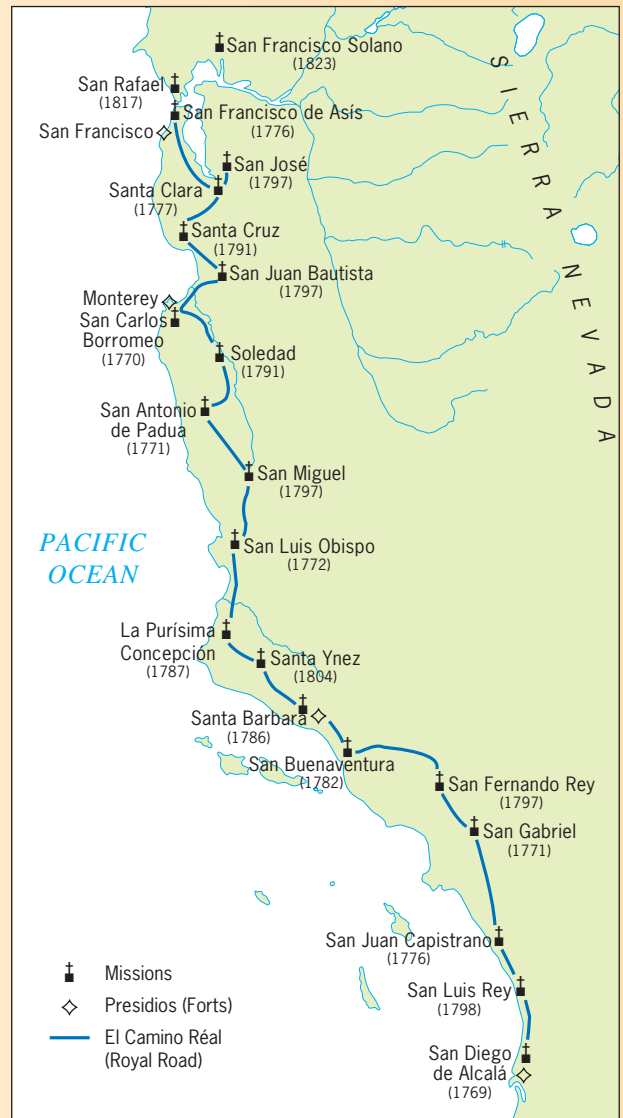 San Francisco Solano
(1823)
San Rafael
(1817)
San Francisco de Asís
(1776)
San Francisco
San José
(1797)
Santa Clara
(1777)
Santa Cruz
(1791)
San Juan Bautista
(1797)
Monterey
San Carlos
Borromeo
(1770)
Soledad
(1791)
San Antonio
de Padua
(1771)
San Miguel
(1797)
PACIFIC
OCEAN
San Luis Obispo
(1772)
La Purísima
Concepción
(1787)
Santa Ynez
(1804)
Santa Barbara
(1786)
San Buenaventura
(1782)
San Fernando Rey
(1797)
San Gabriel
(1771)
San Juan Capistrano
(1776)
San Luis Rey
(1798)
San Diego
de Alcalá
(1769)
SIERRA NEVADA
Missions
Presidios (Forts)
El Camino Réal
(Royal Road)